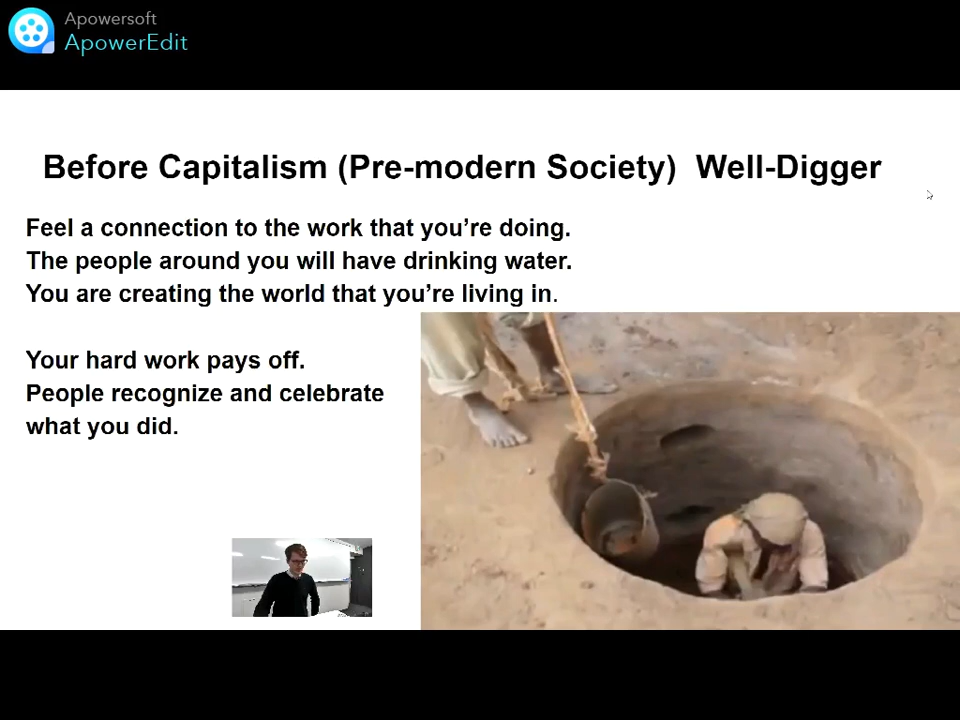 Apowersoft
ApowerEdit
Before Capitalism (Pre-modern Society) Well-Digger
Feel a connection to the work that you're doing.
The people around you will have drinking water.
You are creating the world that you're living in.
Your hard work pays off.
People recognize and celebrate
what you did.